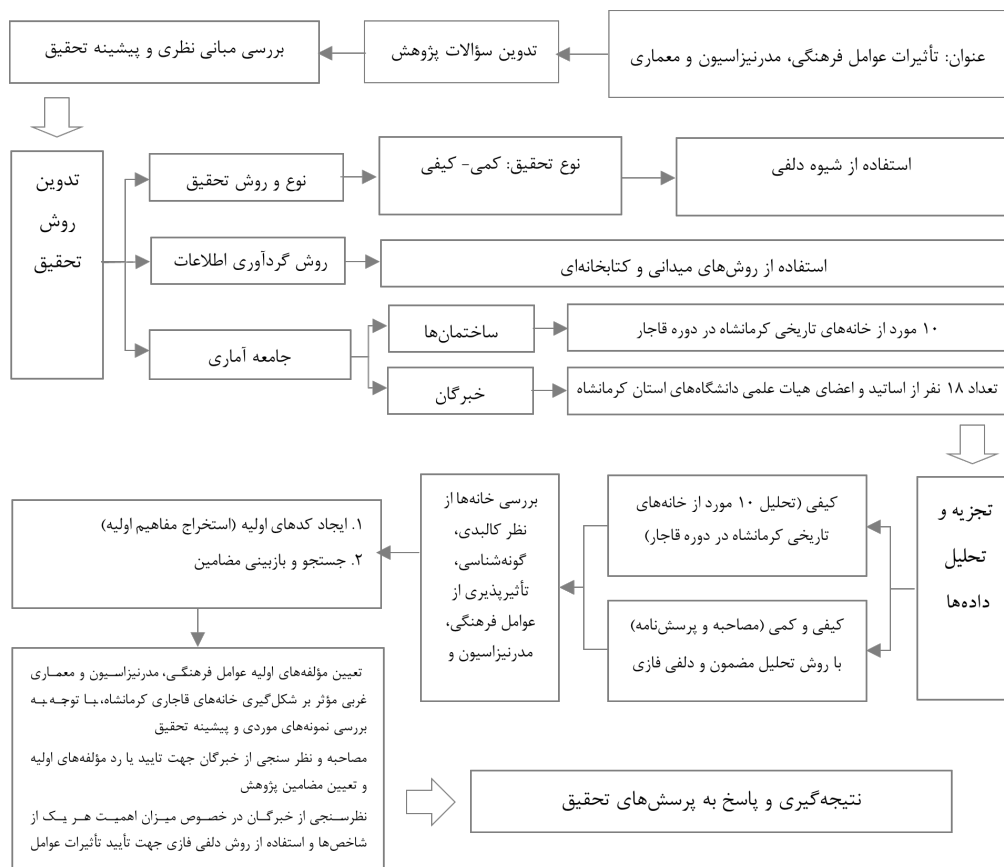 عنوان: تأثیرات عوامل فرهنگی، مدرنیزاسیون و معماری
تدوین سؤالات پژوهش
بررسی مبانی نظری و پیشینه تحقیق
تدوین
روش
تحقیق
نوع و روش تحقیق
نوع تحقیق: کمی- کیفی
استفاده از شیوه دلفی
روش گردآوری اطلاعات
استفاده از روش‌های میدانی و کتابخانه‌ای
جامعه آماری
ساختمان‌ها
۱۰ مورد از خانه‌های تاریخی کرمانشاه در دوره قاجار
خبرگان
تعداد ۱۸ نفر از اساتید و اعضای هیات علمی دانشگاه‌های استان کرمانشاه
تجزیه و
تحلیل
داده‌ها
کیفی (تحلیل ۱۰ مورد از خانه‌های
تاریخی کرمانشاه در دوره قاجار)
کیفی و کمی (مصاحبه و پرسش‌نامه)
با روش تحلیل مضمون و دلفی فازی
بررسی خانه‌ها از
نظر کالبدی،
گونه‌شناسی،
تأثیرپذیری از
عوامل فرهنگی،
مدرنیزاسیون و
۱. ایجاد کدهای اولیه (استخراج مفاهیم اولیه)
۲. جستجو و بازبینی مضامین
تعیین مؤلفه‌های اولیه عوامل فرهنگی، مدرنیزاسیون و معماری
غربی مؤثر بر شکل‌گیری خانه‌های قاجاری کرمانشاه، با توجه به
بررسی نمونه‌های موردی و پیشینه تحقیق
مصاحبه و نظر سنجی از خبرگان جهت تایید یا رد مؤلفه‌های اولیه
و تعیین مضامین پژوهش
نظرسنجی از خبرگان در خصوص میزان اهمیت هر یک از
شاخص‌ها و استفاده از روش دلفی فازی جهت تأیید تأثیرات عوامل
نتیجه‌گیری و پاسخ به پرسش‌های تحقیق